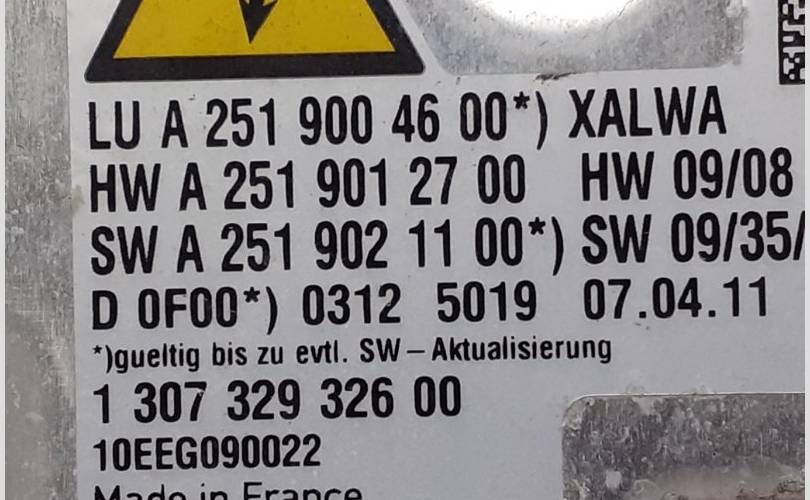 LU A 251 900 46 00*) XALWA
HW A 251 901 27 00 HW 09/08
SW A 251 902 11 00*) SW 09/35/
D 0F00*) 0312 5019 07.04.11
*)gueltig bis zu evtl. SW–Aktualisierung
1 307 329 326 00
10EEG090022
Made in France